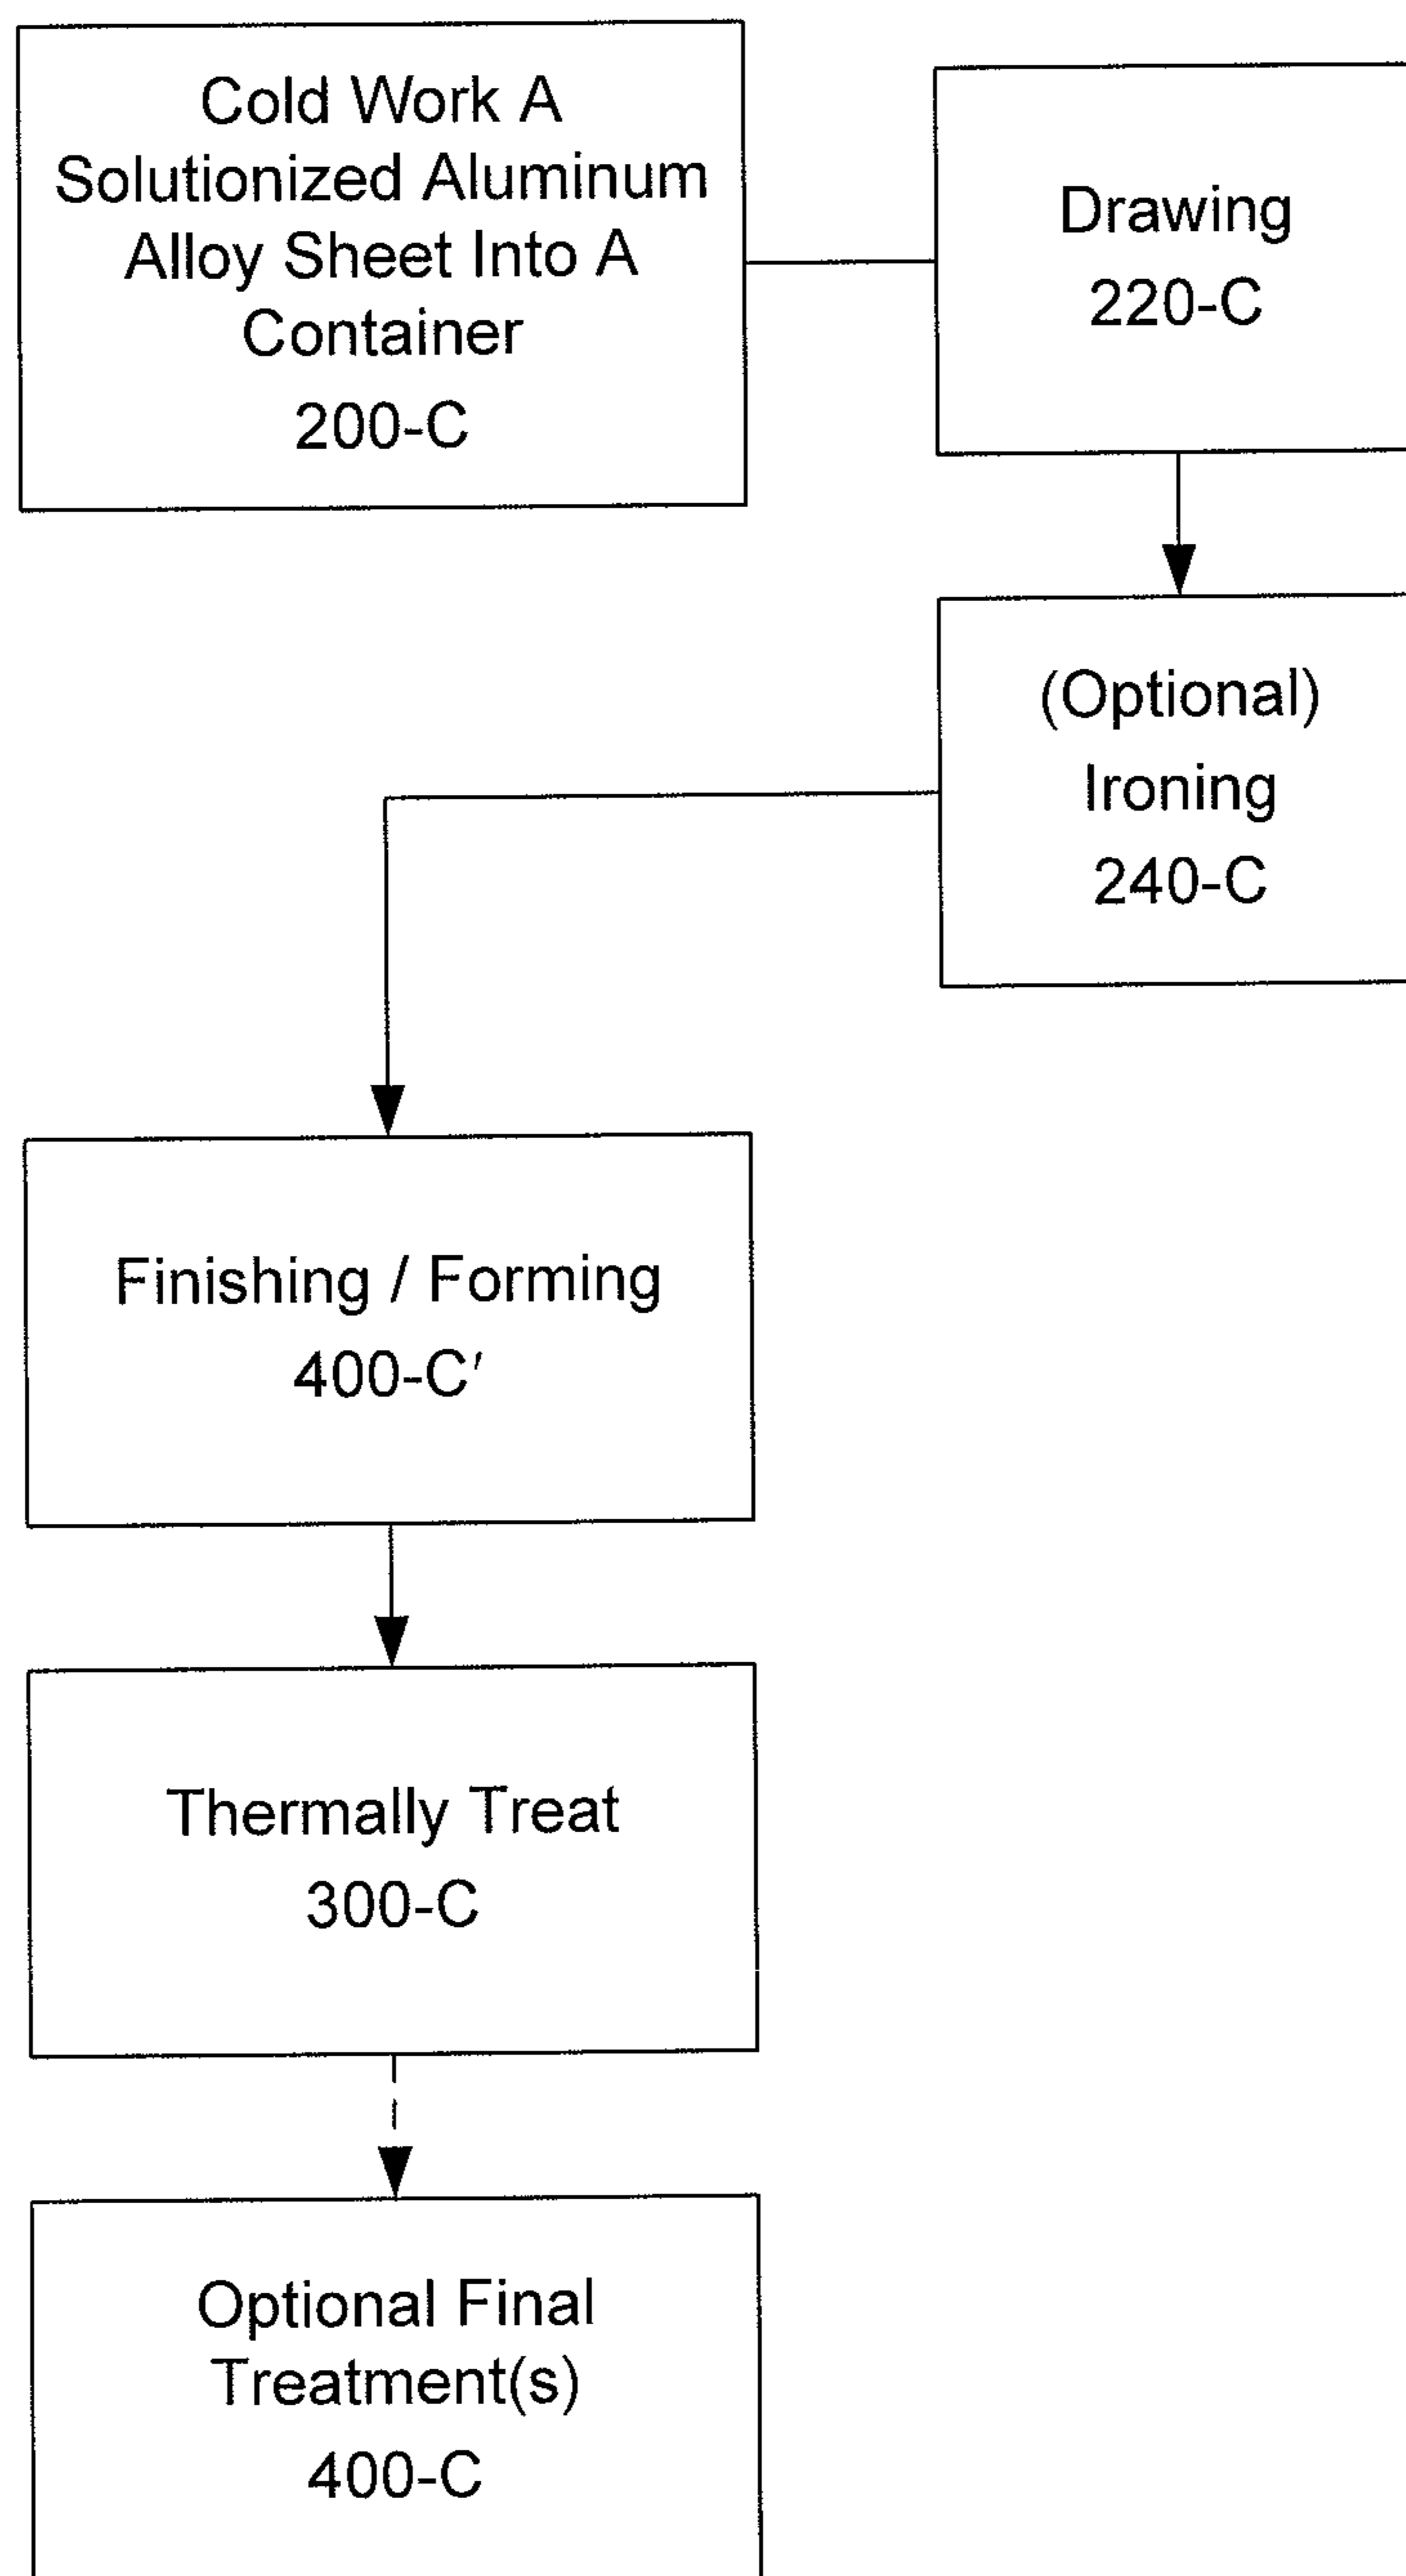 Cold Work A
Solutionized Aluminum
Alloy Sheet Into A
Container
200-C
Drawing
220-C
(Optional)
Ironing
240-C
Finishing / Forming
400-C′
Thermally Treat
300-C
Optional Final
Treatment(s)
400-C